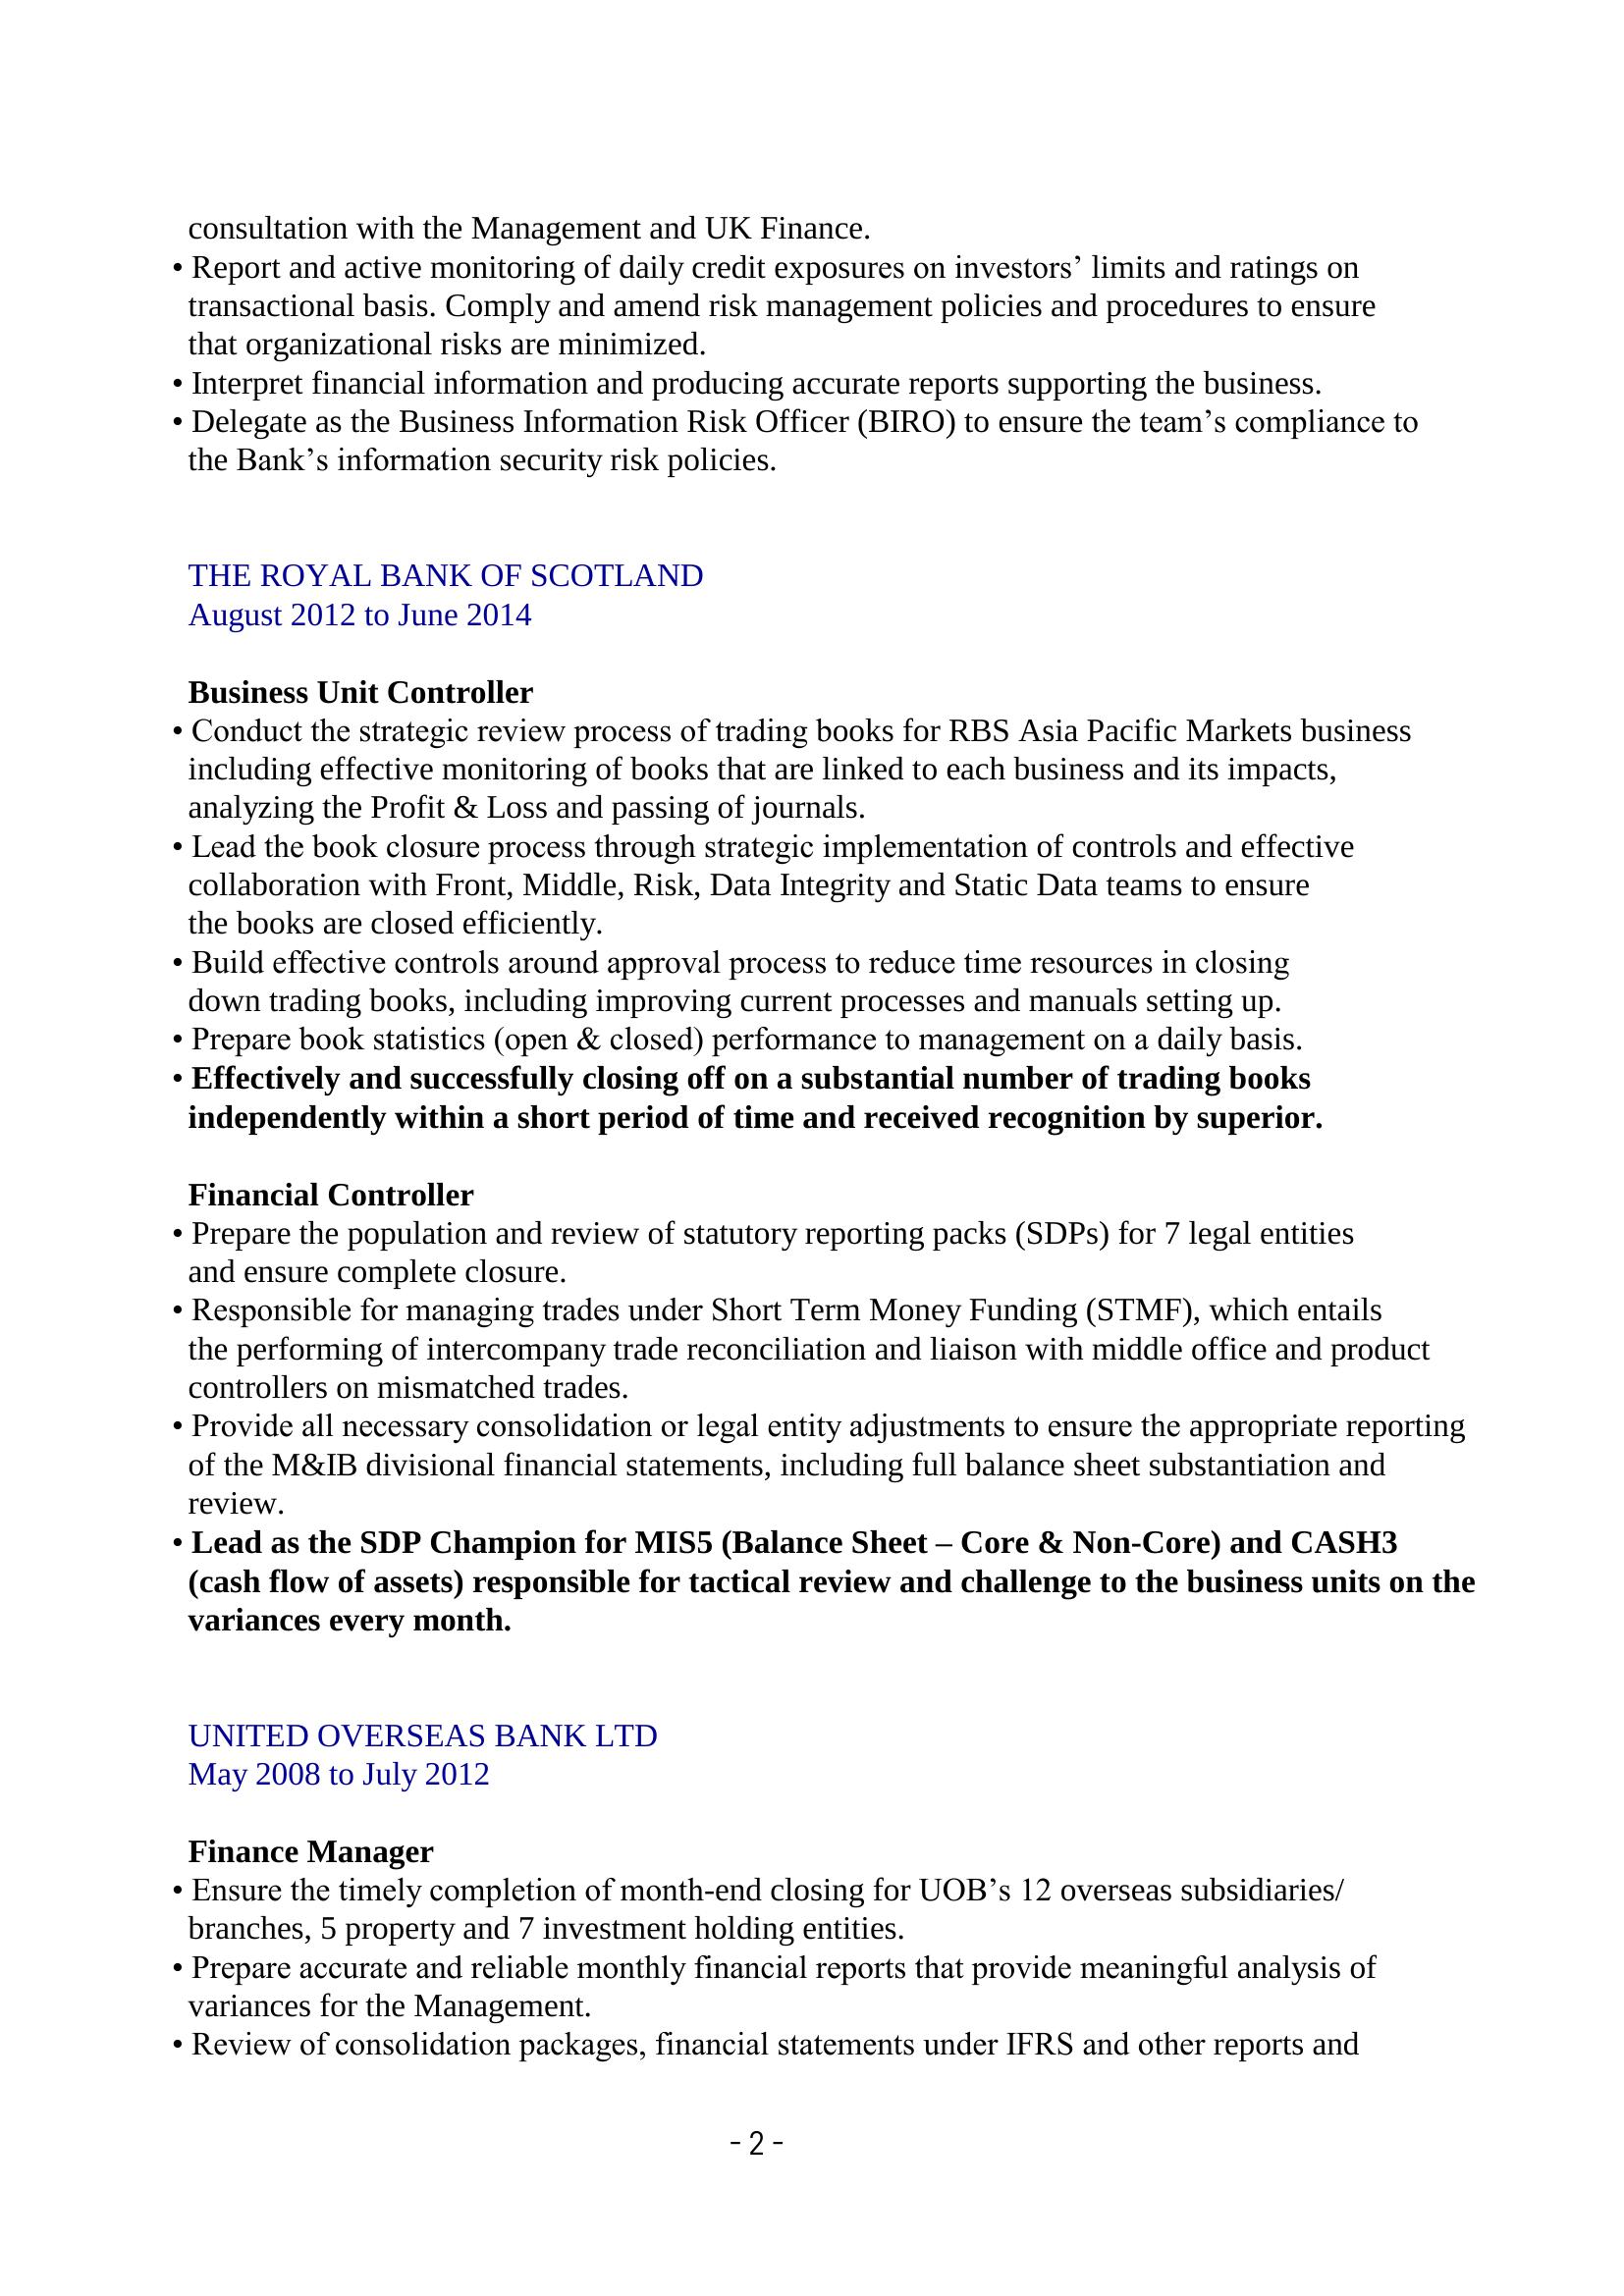 consultation with the Management and UK Finance.
• Report and active monitoring of daily credit exposures on investors’ limits and ratings on
transactional basis. Comply and amend risk management policies and procedures to ensure
that organizational risks are minimized.
• Interpret financial information and producing accurate reports supporting the business.
• Delegate as the Business Information Risk Officer (BIRO) to ensure the team’s compliance to
the Bank’s information security risk policies.
THE ROYAL BANK OF SCOTLAND
August 2012 to June 2014
Business Unit Controller
• Conduct the strategic review process of trading books for RBS Asia Pacific Markets business
including effective monitoring of books that are linked to each business and its impacts,
analyzing the Profit & Loss and passing of journals.
• Lead the book closure process through strategic implementation of controls and effective
collaboration with Front, Middle, Risk, Data Integrity and Static Data teams to ensure
the books are closed efficiently.
• Build effective controls around approval process to reduce time resources in closing
down trading books, including improving current processes and manuals setting up.
• Prepare book statistics (open & closed) performance to management on a daily basis.
• Effectively and successfully closing off on a substantial number of trading books
independently within a short period of time and received recognition by superior.
Financial Controller
• Prepare the population and review of statutory reporting packs (SDPs) for 7 legal entities
and ensure complete closure.
• Responsible for managing trades under Short Term Money Funding (STMF), which entails
the performing of intercompany trade reconciliation and liaison with middle office and product
controllers on mismatched trades.
• Provide all necessary consolidation or legal entity adjustments to ensure the appropriate reporting
of the M&IB divisional financial statements, including full balance sheet substantiation and
review.
• Lead as the SDP Champion for MIS5 (Balance Sheet – Core & Non-Core) and CASH3
(cash flow of assets) responsible for tactical review and challenge to the business units on the
variances every month.
UNITED OVERSEAS BANK LTD
May 2008 to July 2012
Finance Manager
• Ensure the timely completion of month-end closing for UOB’s 12 overseas subsidiaries/
branches, 5 property and 7 investment holding entities.
• Prepare accurate and reliable monthly financial reports that provide meaningful analysis of
variances for the Management.
• Review of consolidation packages, financial statements under IFRS and other reports and
- 2 -